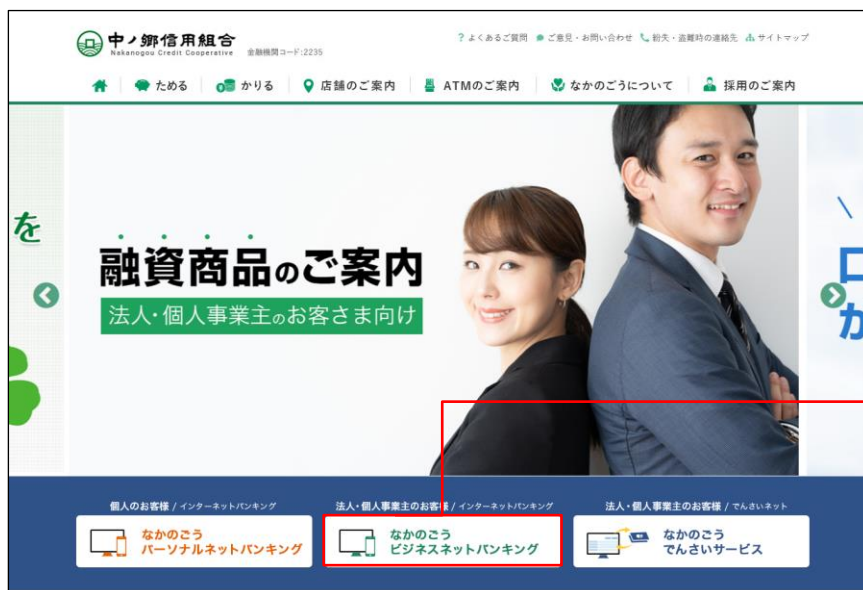 中ノ郷信用組合
Nakanogou Credit Cooperative
金融機関コード:2235
? よくあるご質問 ご意見・お問い合わせ 紛失・盗難時の連絡先 サイトマップ
ためる かりる 店舗のご案内 ATMのご案内 なかのごうについて 採用のご案内
を
融資商品のご案内
法人・個人事業主のお客さま向け
口
か
個人のお客様 / インターネットバンキング
なかのごう
パーソナルネットバンキング
法人・個人事業主のお客様 / インターネットバンキング
なかのごう
ビジネスネットバンキング
法人・個人事業主のお客様 / でんさいネット
なかのごう
でんさいサービス